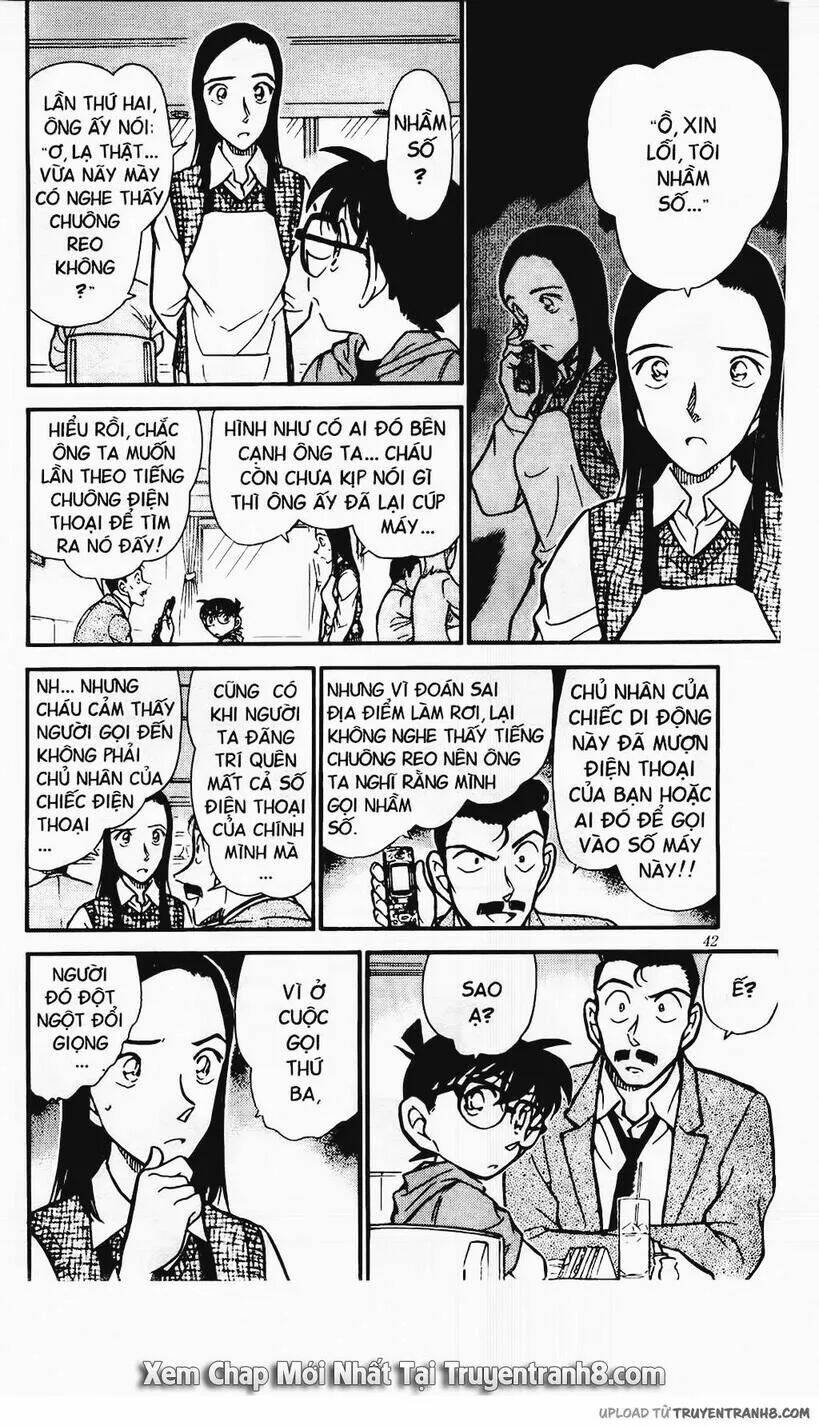 "Ồ, XIN
LỖI, TÔI
NHẦM
SỐ..."
NHẦM
SỐ
?
LẦN THỨ HAI,
ÔNG ẤY NÓI:
"Ơ, LẠ THẬT...
VỪA NÃY MÀY
CÓ NGHE THẤY
CHUÔNG
REO
KHÔNG
?"
HÌNH NHƯ CÓ AI ĐÓ BÊN
CẠNH ÔNG TA... CHÁU
CÒN CHƯA KỊP NÓI GÌ
THÌ ÔNG ẤY ĐÃ LẠI CÚP
MÁY...
HIỂU RỒI, CHẮC
ÔNG TA MUỐN
LẦN THEO TIẾNG
CHUÔNG ĐIỆN
THOẠI ĐỂ TÌM
RA NÓ ĐẤY!
CHỦ NHÂN CỦA
CHIẾC DI ĐỘNG
NÀY ĐÃ MƯỢN
ĐIỆN THOẠI
CỦA BẠN HOẶC
AI ĐÓ ĐỂ GỌI
VÀO SỐ MÁY
NÀY!!
NHƯNG VÌ ĐOÁN SAI
ĐỊA ĐIỂM LÀM RƠI, LẠI
KHÔNG NGHE THẤY TIẾNG
CHUÔNG REO NÊN ÔNG
TA NGHĨ RẰNG MÌNH
GỌI NHẦM
SỐ.
CŨNG CÓ
KHI NGƯỜI
TA ĐÃNG
TRÍ QUÊN
MẤT CẢ SỐ
ĐIỆN THOẠI
CỦA CHÍNH
MÌNH MÀ
...
NH... NHƯNG
CHÁU CẢM THẤY
NGƯỜI GỌI ĐẾN
KHÔNG PHẢI
CHỦ NHÂN CỦA
CHIẾC ĐIỆN
THOẠI
...
42
Ế?
SAO
Ạ?
VÌ Ở
CUỘC
GỌI
THỨ
BA,
NGƯỜI
ĐÓ ĐỘT
NGỘT ĐỔI
GIỌNG
...
Xem Chap Mới Nhất Tại Truyentranh8.com
UPLOAD TỪ TRUYENTRANH8.COM